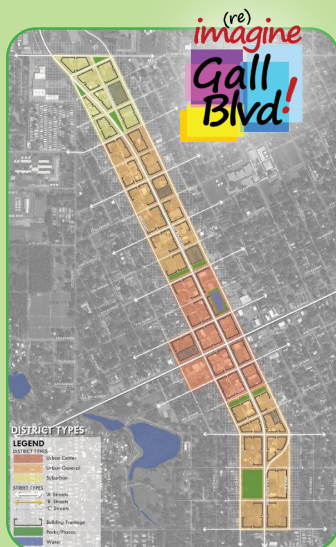 (re)
imagine
Gall
Blvd!
DISTRICT TYPES
LEGEND
DISTRICT TYPES
Urban Center
Urban General
Suburban
STREET TYPES
'A' Streets
'B' Streets
'C' Streets
Building Frontage
Parks/Plazas
Water